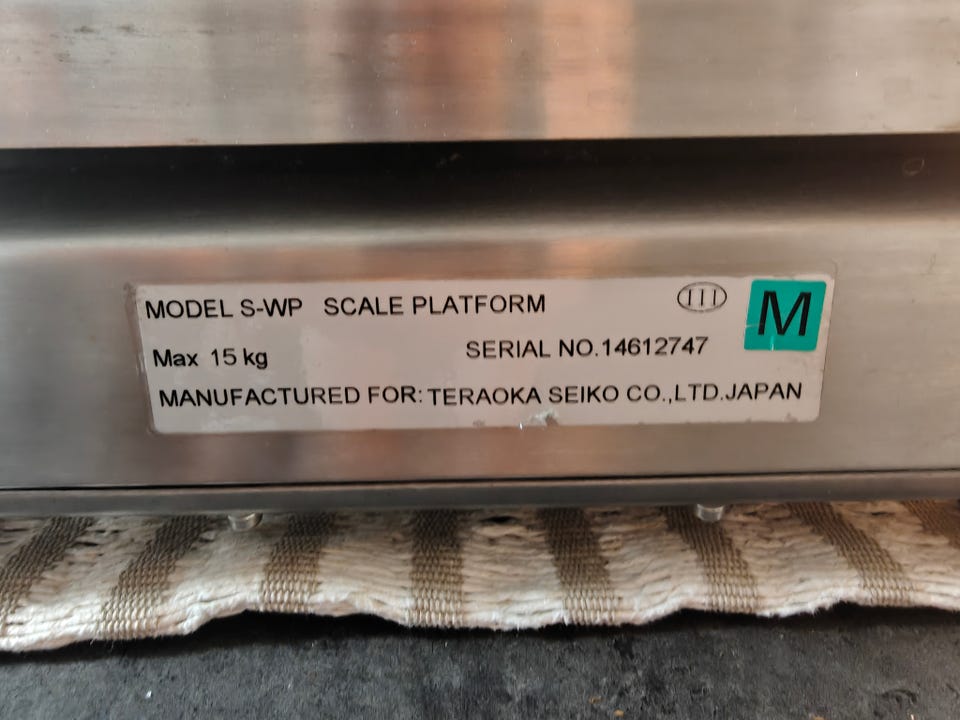 MODEL S-WP SCALE PLATFORM III M
Max 15 kg SERIAL NO.14612747
MANUFACTURED FOR: TERAOKA SEIKO CO.,LTD.JAPAN